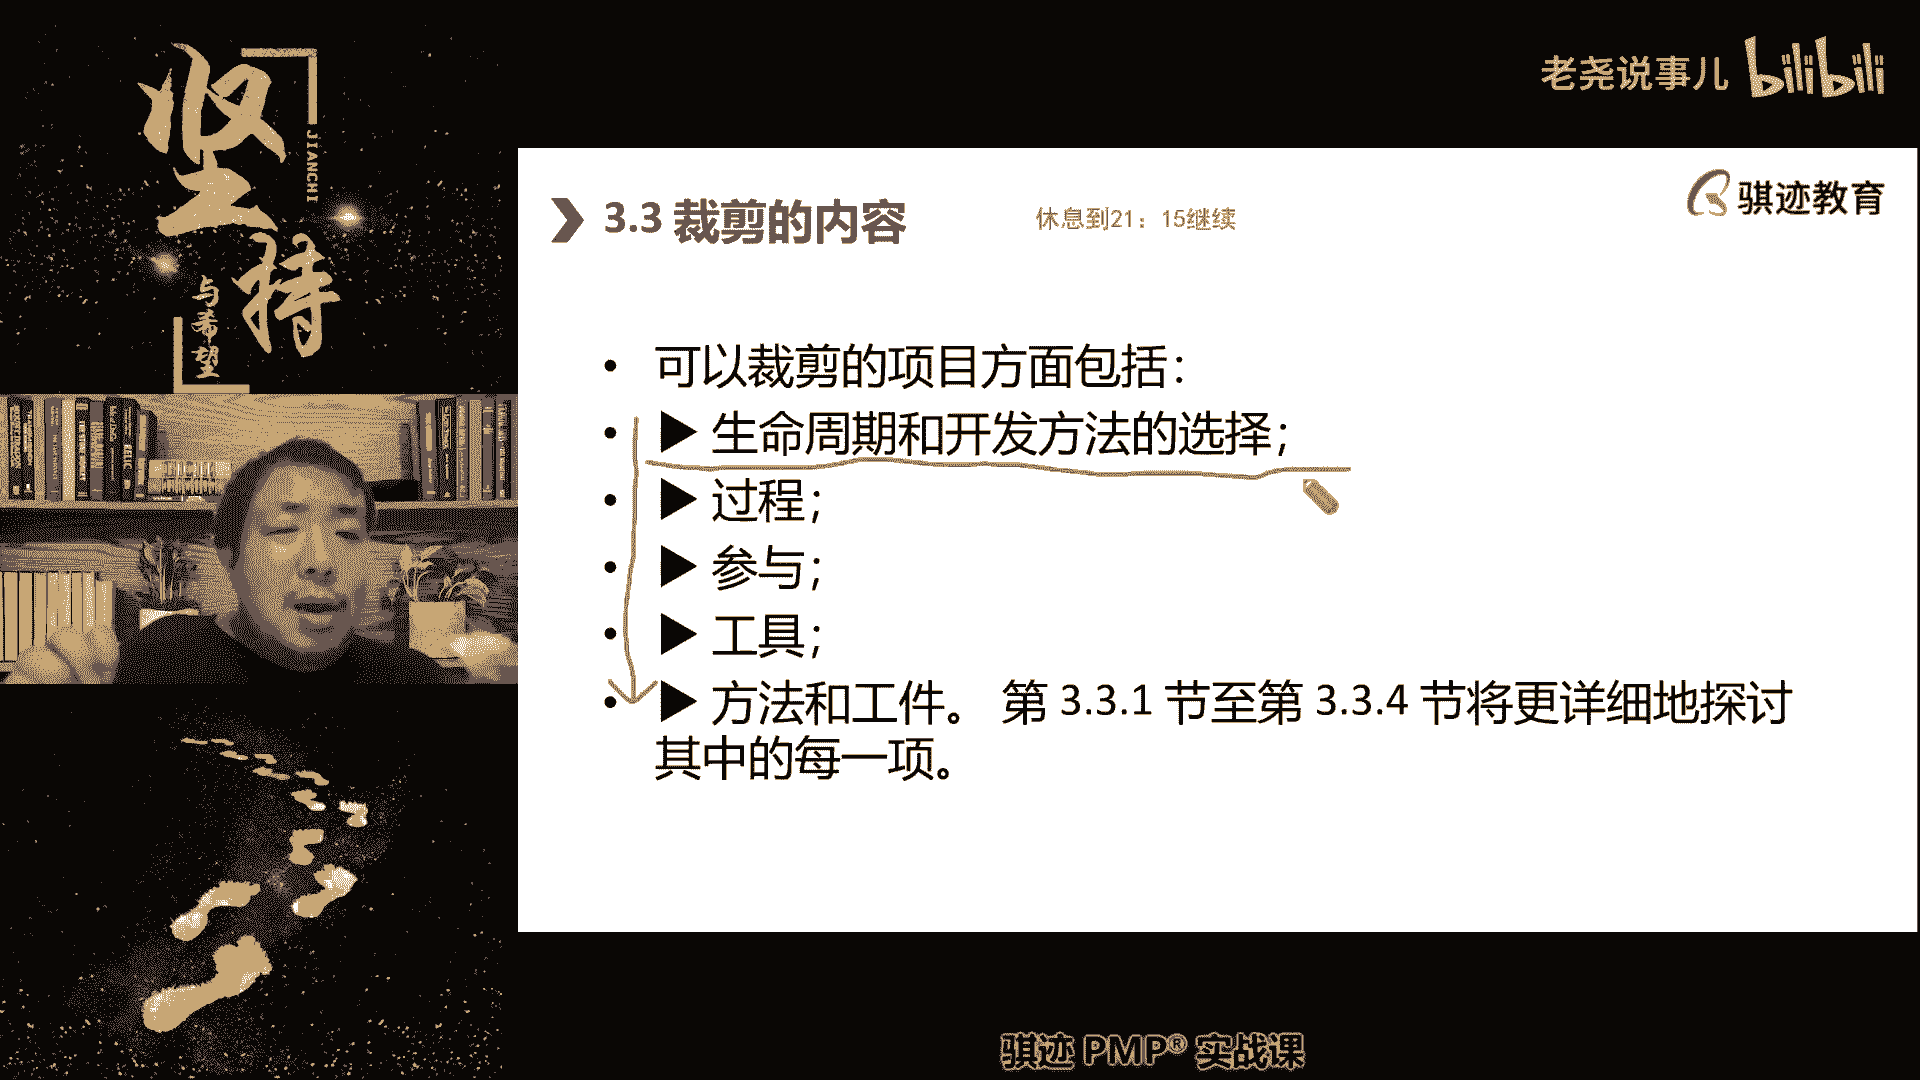 坚持
JIANCHI
与希望
老尧说事儿 bilibili
骐迹教育
3.3 裁剪的内容
休息到21：15继续
• 可以裁剪的项目方面包括：
• ▶ 生命周期和开发方法的选择；
• ▶ 过程；
• ▶ 参与；
• ▶ 工具；
• ▶ 方法和工件。 第 3.3.1 节至第 3.3.4 节将更详细地探讨
其中的每一项。
骐迹 PMP® 实战课